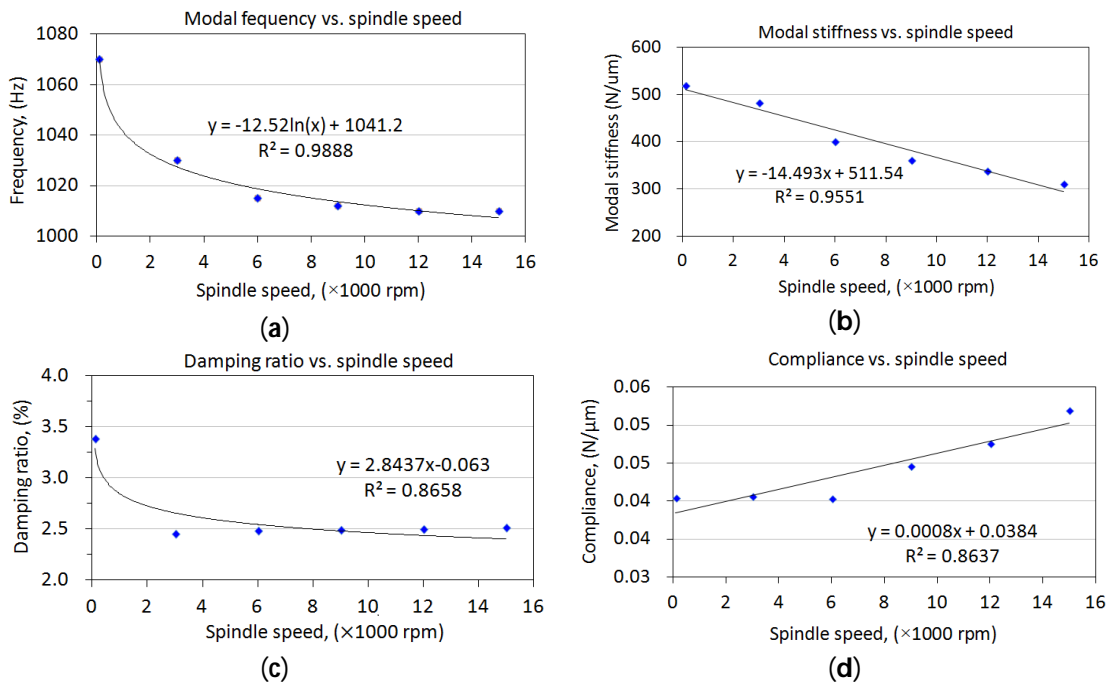 Modal fequency vs. spindle speed
1080
1060
1040
1020
1000
Frequency, (Hz)
y = -12.52ln(x) + 1041.2
R² = 0.9888
0 2 4 6 8 10 12 14 16
Spindle speed, (×1000 rpm)
(a)
Modal stiffness vs. spindle speed
600
500
400
300
200
Modal stiffness (N/um)
y = -14.493x + 511.54
R² = 0.9551
0 2 4 6 8 10 12 14 16
Spindle speed, (×1000 rpm)
(b)
Damping ratio vs. spindle speed
4.0
3.5
3.0
2.5
2.0
Damping ratio, (%)
y = 2.8437x-0.063
R² = 0.8658
0 2 4 6 8 10 12 14 16
Spindle speed, (×1000 rpm)
(c)
Compliance vs. spindle speed
0.06
0.05
0.05
0.04
0.04
0.03
Compliance, (N/μm)
y = 0.0008x + 0.0384
R² = 0.8637
0 2 4 6 8 10 12 14 16
Spindle speed, (×1000 rpm)
(d)